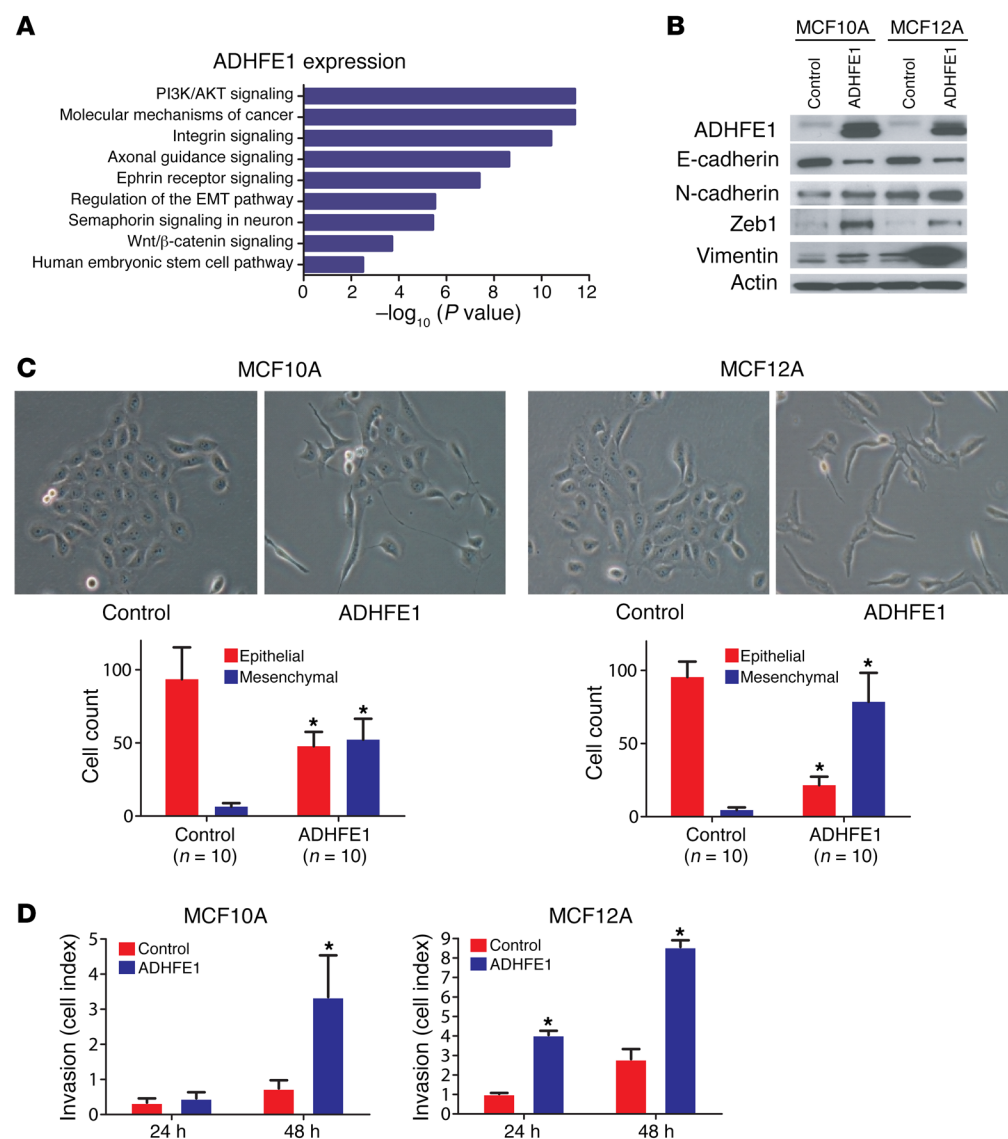 A
ADHFE1 expression
PI3K/AKT signaling
Molecular mechanisms of cancer
Integrin signaling
Axonal guidance signaling
Ephrin receptor signaling
Regulation of the EMT pathway
Semaphorin signaling in neuron
Wnt/β-catenin signaling
Human embryonic stem cell pathway
0 2 4 6 8 10 12
–log10 (P value)
B
MCF10A MCF12A
Control ADHFE1 Control ADHFE1
ADHFE1
E-cadherin
N-cadherin
Zeb1
Vimentin
Actin
C
MCF10A MCF12A
Control ADHFE1 Control ADHFE1
Cell count
100
50
0
Epithelial
Mesenchymal
* *
Control ADHFE1
(n = 10) (n = 10)
Cell count
100
50
0
Epithelial
Mesenchymal
* *
Control ADHFE1
(n = 10) (n = 10)
D
MCF10A
Invasion (cell index)
5
4
3
2
1
0
Control
ADHFE1
*
24 h 48 h
MCF12A
Invasion (cell index)
9
8
7
6
5
4
3
2
1
0
Control
ADHFE1
* *
24 h 48 h